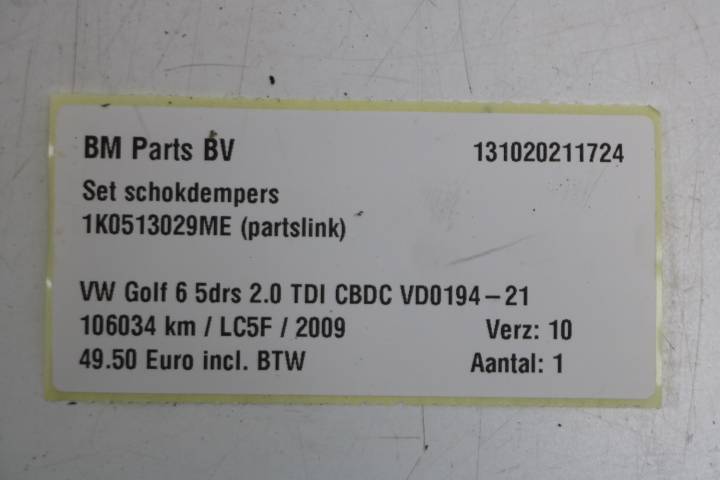 BM Parts BV 131020211724
Set schokdempers
1K0513029ME (partslink)
VW Golf 6 5drs 2.0 TDI CBDC VD0194-21
106034 km / LC5F / 2009 Verz: 10
49.50 Euro incl. BTW Aantal: 1